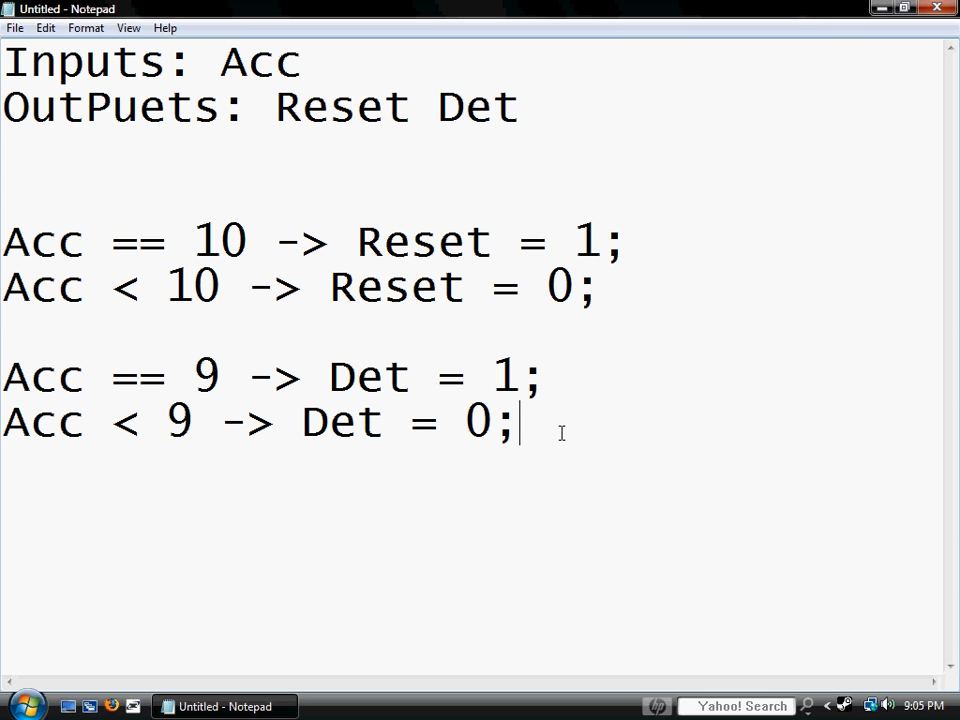 Untitled - Notepad
File Edit Format View Help
Inputs: Acc
OutPuets: Reset Det
Acc == 10 -> Reset = 1;
Acc < 10 -> Reset = 0;
Acc == 9 -> Det = 1;
Acc < 9 -> Det = 0;
Untitled - Notepad
hp
Yahoo! Search
9:05 PM